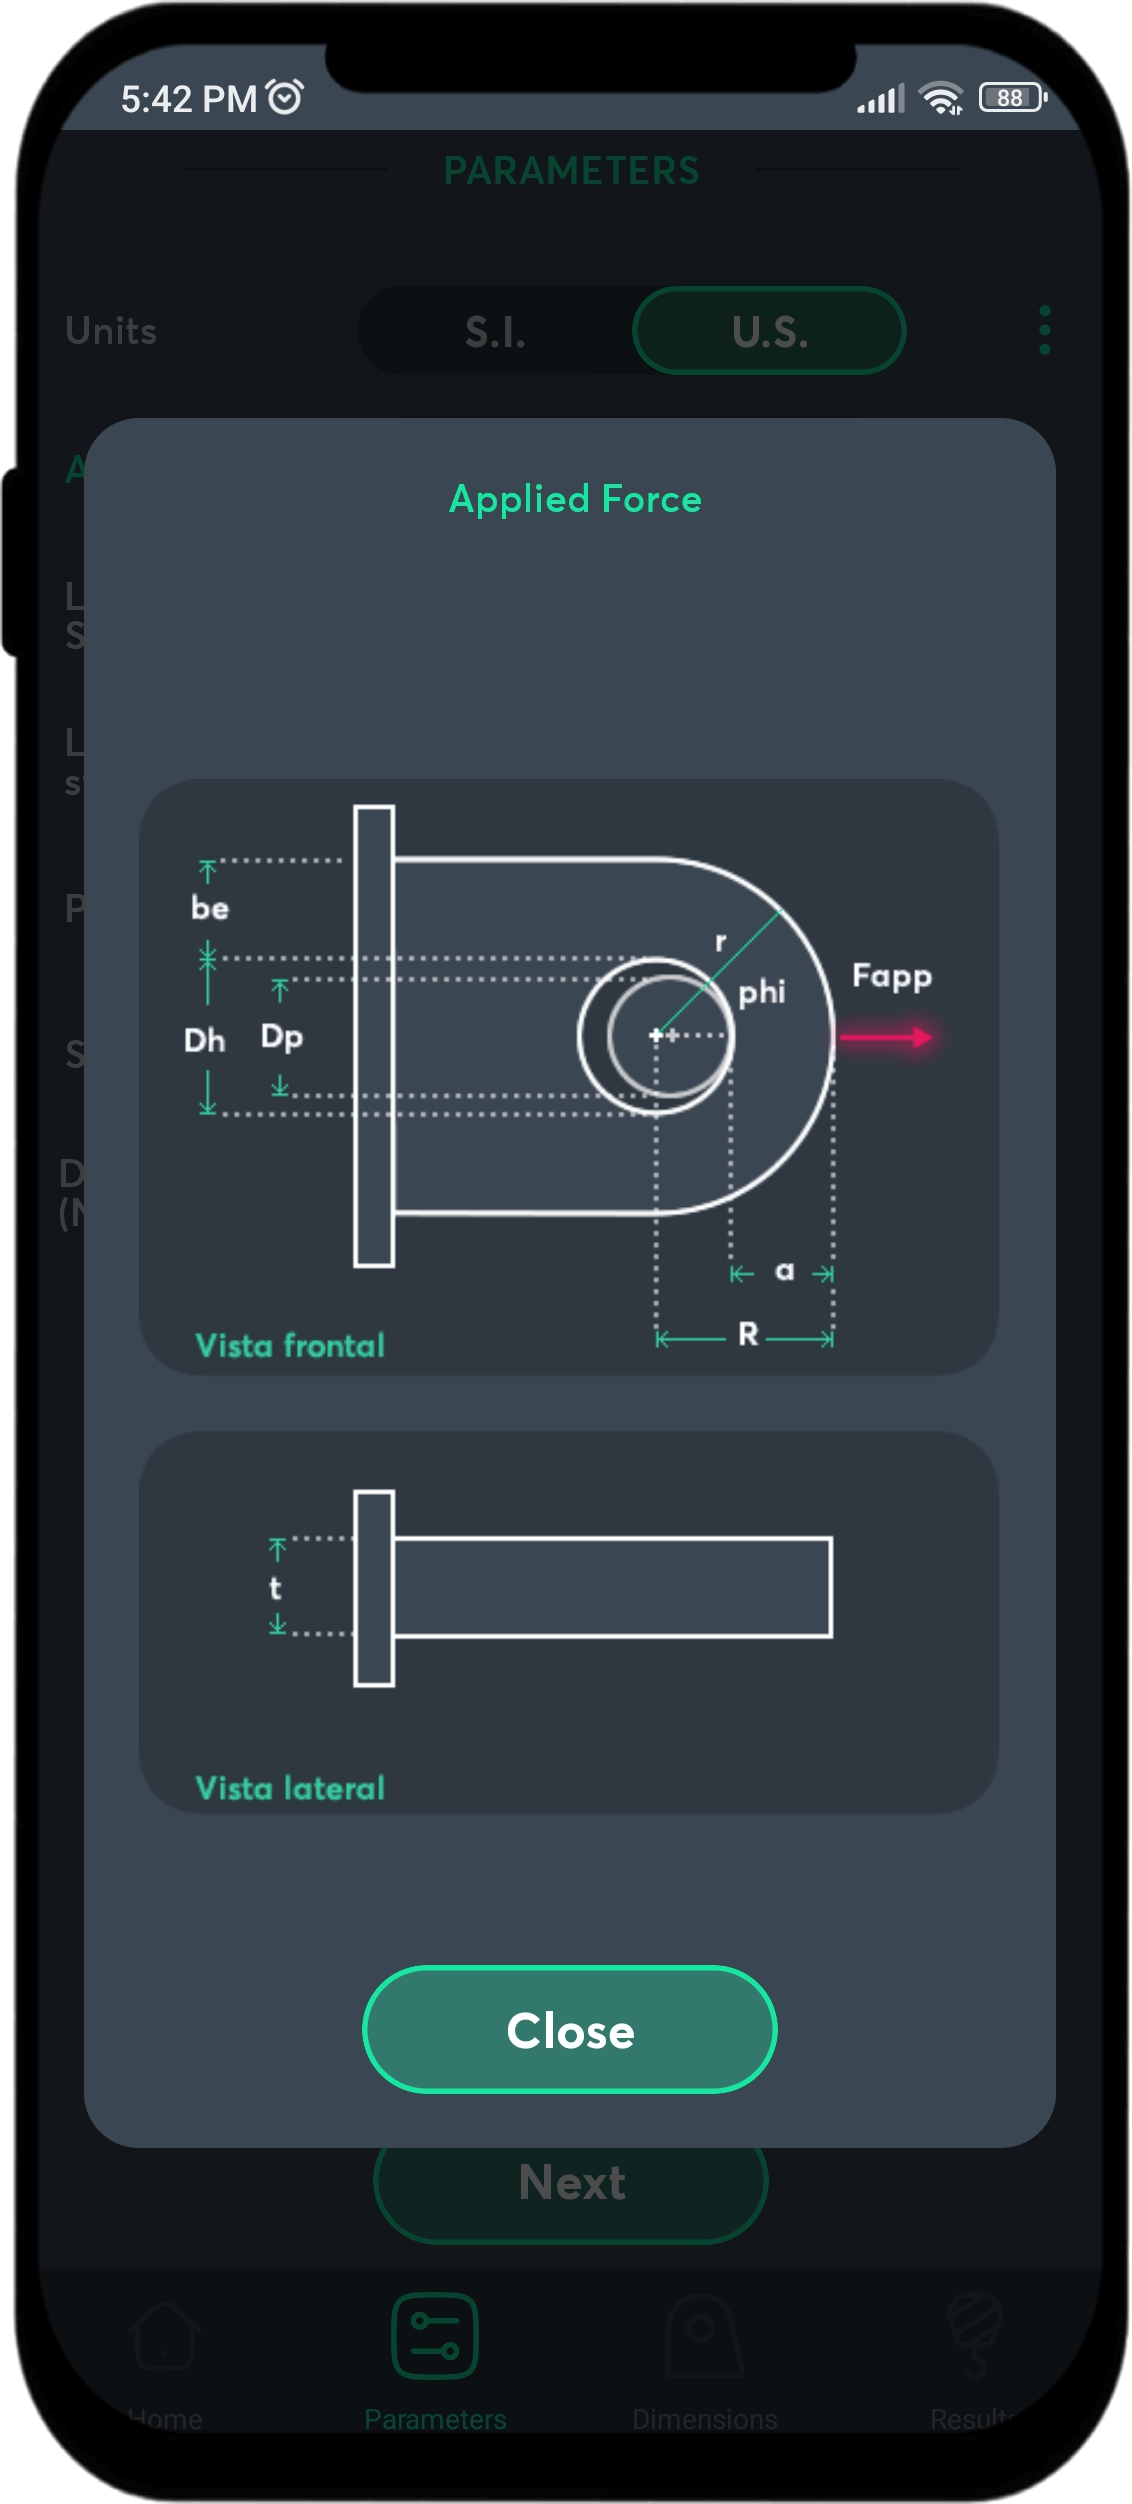 5:42 PM
88
PARAMETERS
Units
S.I.
U.S.
Applied Force
be
r
phi
Fapp
Dh
Dp
a
R
Vista frontal
t
Vista lateral
Close
Next
Home
Parameters
Dimensions